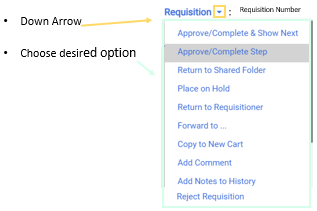 • Down Arrow
• Choose desired option
Requisition : Requisition Number
Approve/Complete & Show Next
Approve/Complete Step
Return to Shared Folder
Place on Hold
Return to Requisitioner
Forward to ...
Copy to New Cart
Add Comment
Add Notes to History
Reject Requisition